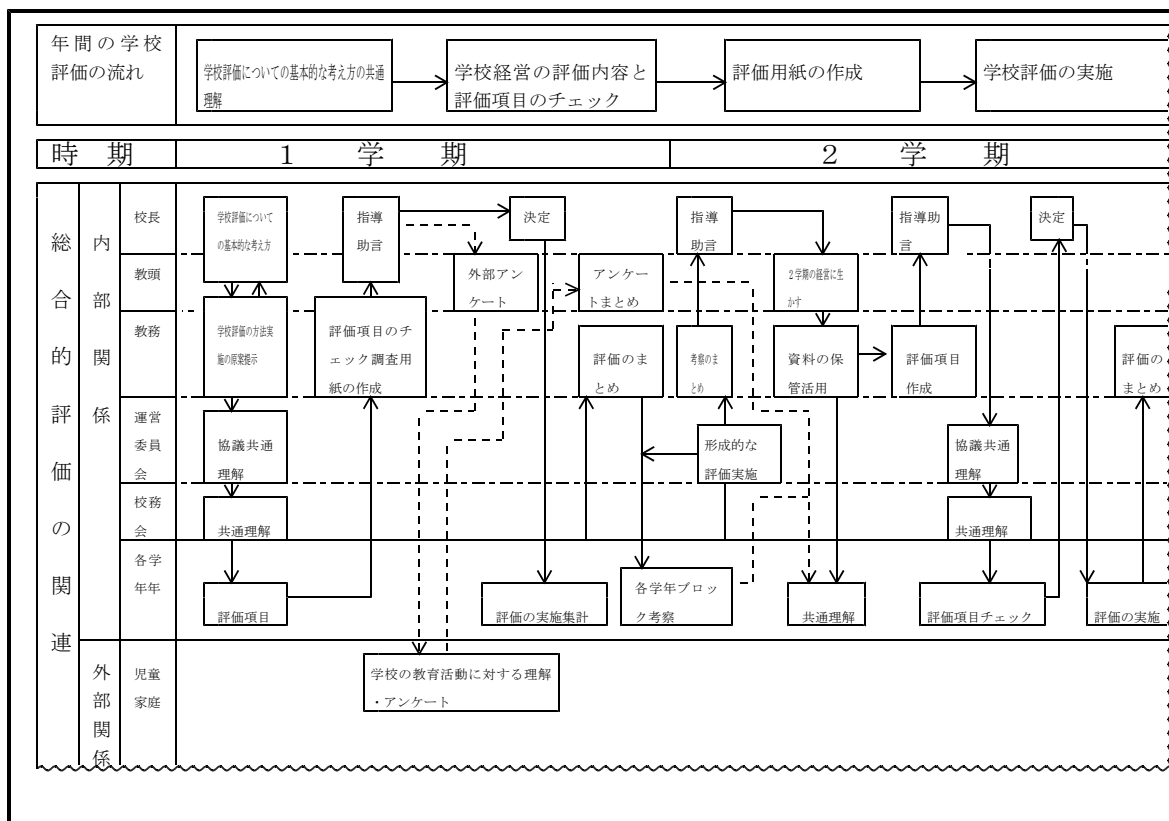 年間の学校
評価の流れ
学校評価についての基本的な考え方の共通
理解
学校経営の評価内容と
評価項目のチェック
評価用紙の作成
学校評価の実施
時 期
1 学 期
2 学 期
総合的評価の関連
内部関係
校長
学校評価について
の基本的な考え方
指導
助言
決定
指導
助言
指導助
言
決定
教頭
外部アン
ケート
アンケー
トまとめ
2学期の経営に生
かす
教務
学校評価の方法実
施の原案提示
評価項目のチ
ェック調査用
紙の作成
評価のま
とめ
考察のま
とめ
資料の保
管活用
評価項目
作成
評価の
まとめ
運営
委員
会
協議共通
理解
形成的な
評価実施
協議共通
理解
校務
会
共通理解
共通理解
各学
年年
評価項目
評価の実施集計
各学年ブロッ
ク考察
共通理解
評価項目チェック
評価の実施
外部関係
児童
家庭
学校の教育活動に対する理解
・アンケート